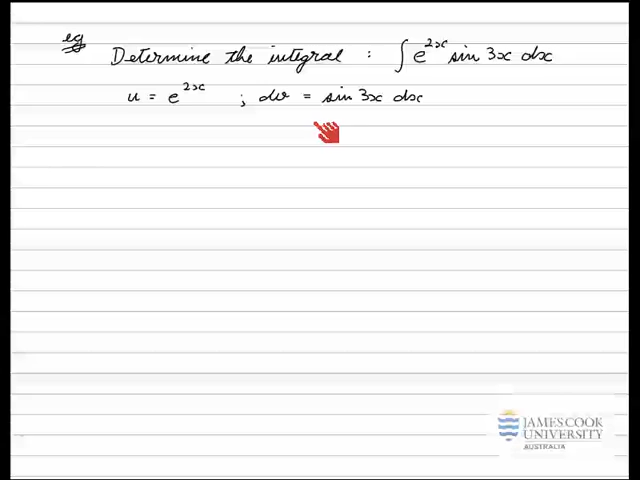 eg
Determine the integral : ∫ e^{2x} sin 3x dx
u = e^{2x} ; dv = sin 3x dx
JAMES COOK
UNIVERSITY
AUSTRALIA